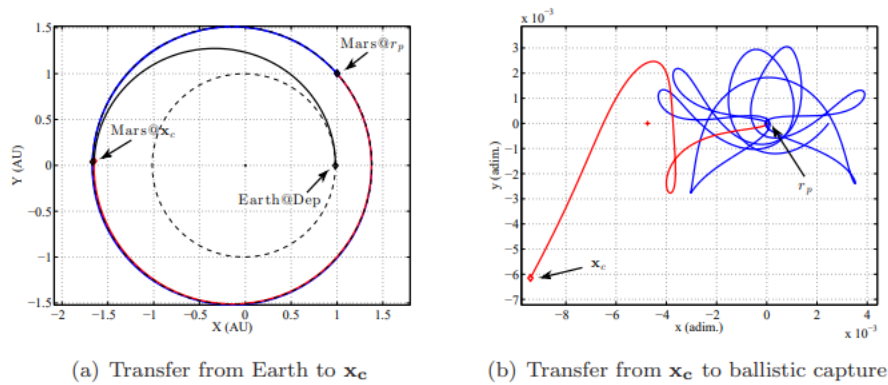 1.5
1
0.5
0
−0.5
−1
−1.5
Y (AU)
−2
−1.5
−1
−0.5
0
0.5
1
1.5
X (AU)
Mars@r_p
Mars@x_c
Earth@Dep
(a) Transfer from Earth to x_c
x 10⁻³
3
2
1
0
−1
−2
−3
−4
−5
−6
−7
y (adim.)
−8
−6
−4
−2
0
2
4
x (adim.)
x 10⁻³
r_p
x_c
(b) Transfer from x_c to ballistic capture